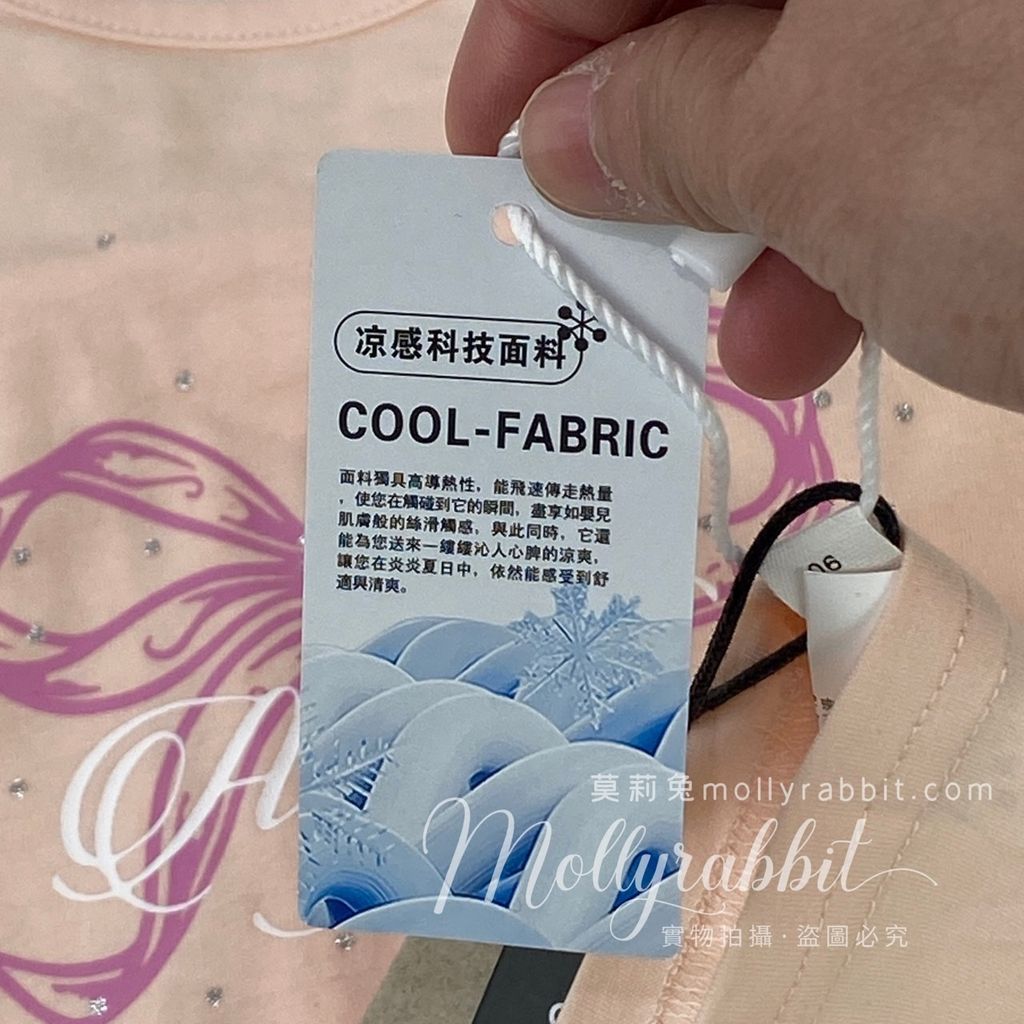 凉感科技面料
COOL-FABRIC
面料獨具高導熱性，能飛速傳走熱量
，使您在觸碰到它的瞬間，盡享如嬰兒
肌膚般的絲滑觸感，與此同時，它還
能為您送來一縷縷沁人心脾的涼爽，
讓您在炎炎夏日中，依然能感受到舒
適與清爽。
06
莫莉兔mollyrabbit.com
Mollyrabbit
實物拍攝·盜圖必究